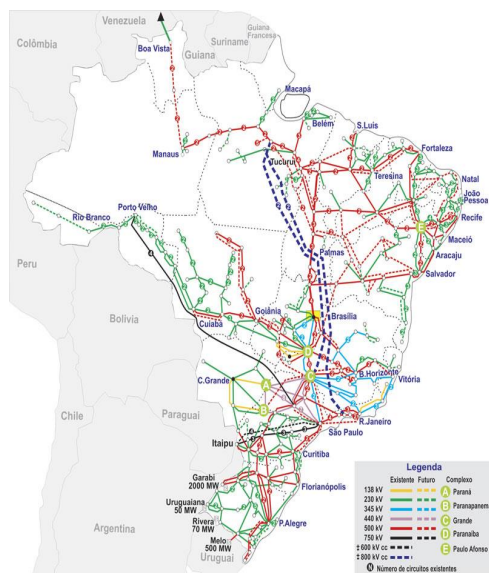 Venezuela
Guiana
Francesa
Suriname
Guiana
Colômbia
Boa Vista
Macapá
Belém
S.Luis
Fortaleza
Manaus
Tucuruí
Teresina
Natal
João
Pessoa
Recife
Porto Velho
Rio Branco
E
Maceió
Aracaju
Palmas
Salvador
Peru
Bolívia
Goiânia
Brasília
Cuiabá
D
C.Grande
A
C
B.Horizonte
Vitória
B
Paraguai
R.Janeiro
São Paulo
Chile
Itaipu
Curitiba
Garabi
2000 MW
Florianópolis
Uruguaiana
50 MW
Rivera
70 MW
P.Alegre
Melo
500 MW
Argentina
Uruguai
Legenda
Existente Futuro Complexo
138 kV A Paraná
230 kV B Paranapanem
345 kV
440 kV C Grande
500 kV D Paranaíba
750 kV
±600 kV cc E Paulo Afonso
±800 kV cc
N Número de circuitos existentes